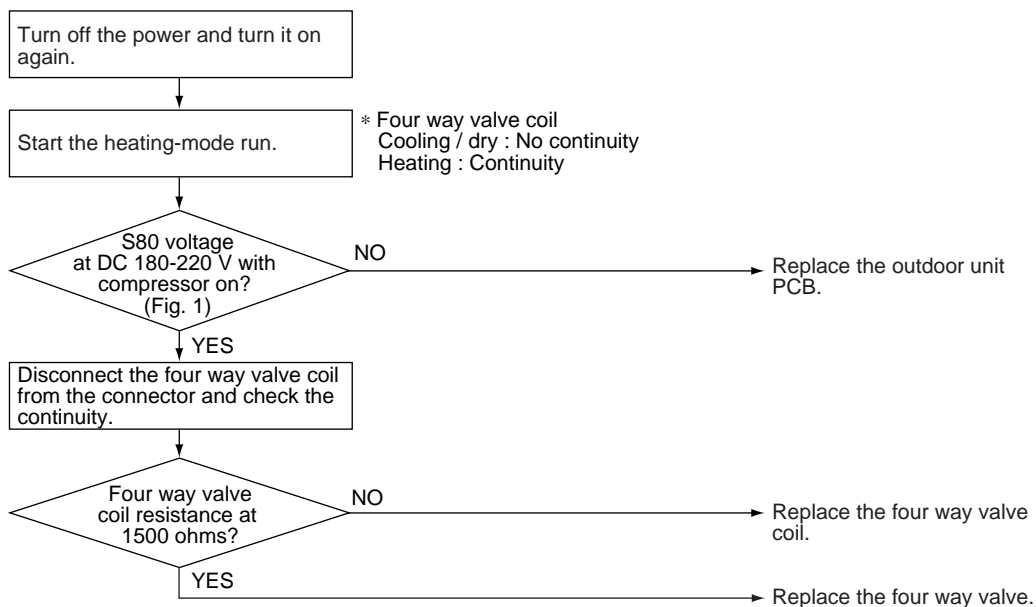 Turn off the power and turn it on
again.
Start the heating-mode run.
* Four way valve coil
Cooling / dry : No continuity
Heating : Continuity
S80 voltage
at DC 180-220 V with
compressor on?
(Fig. 1)
NO
Replace the outdoor unit
PCB.
YES
Disconnect the four way valve coil
from the connector and check the
continuity.
Four way valve
coil resistance at
1500 ohms?
NO
Replace the four way valve
coil.
YES
Replace the four way valve.